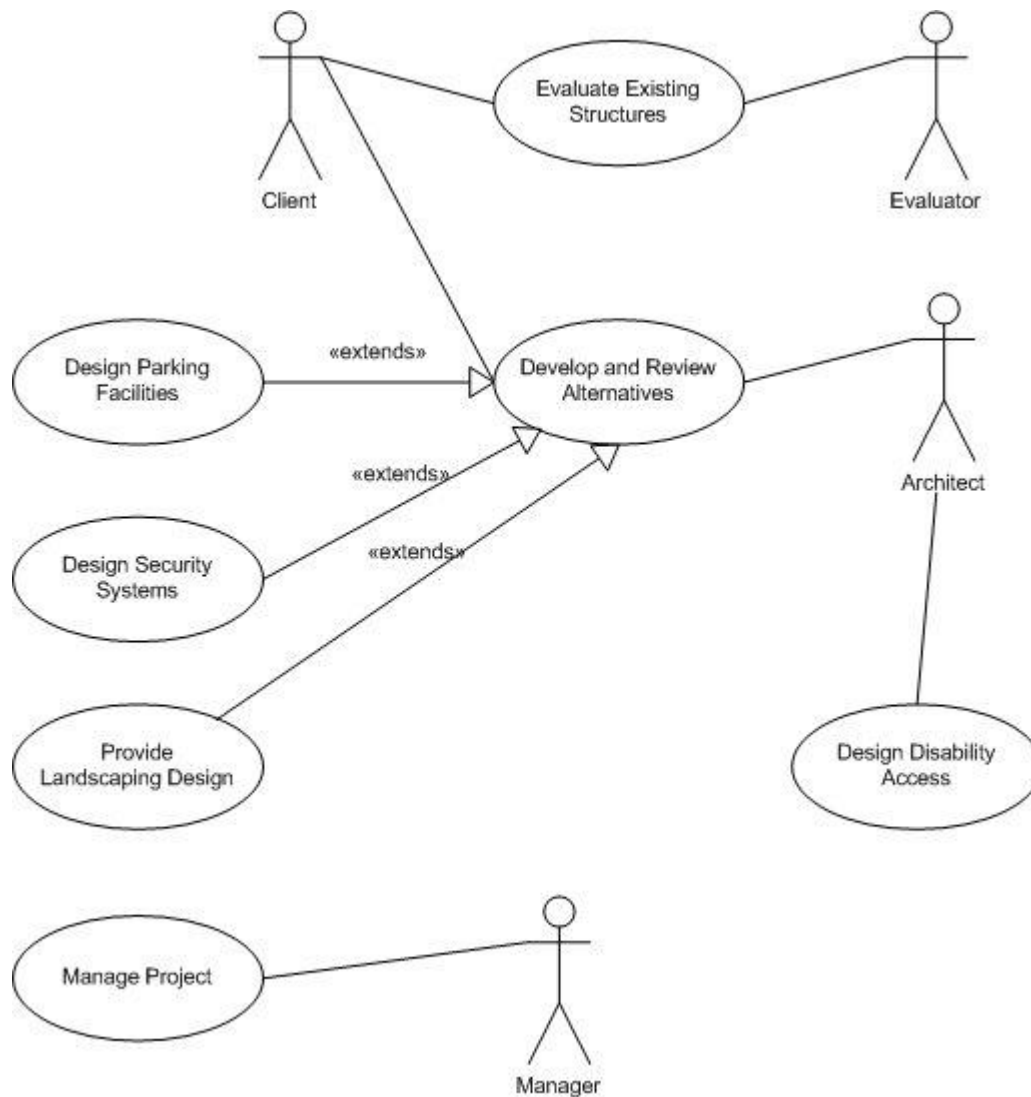 Evaluate Existing
Structures
Client
Evaluator
«extends»
Design Parking
Facilities
Develop and Review
Alternatives
«extends»
Architect
«extends»
Design Security
Systems
Provide
Landscaping Design
Design Disability
Access
Manage Project
Manager